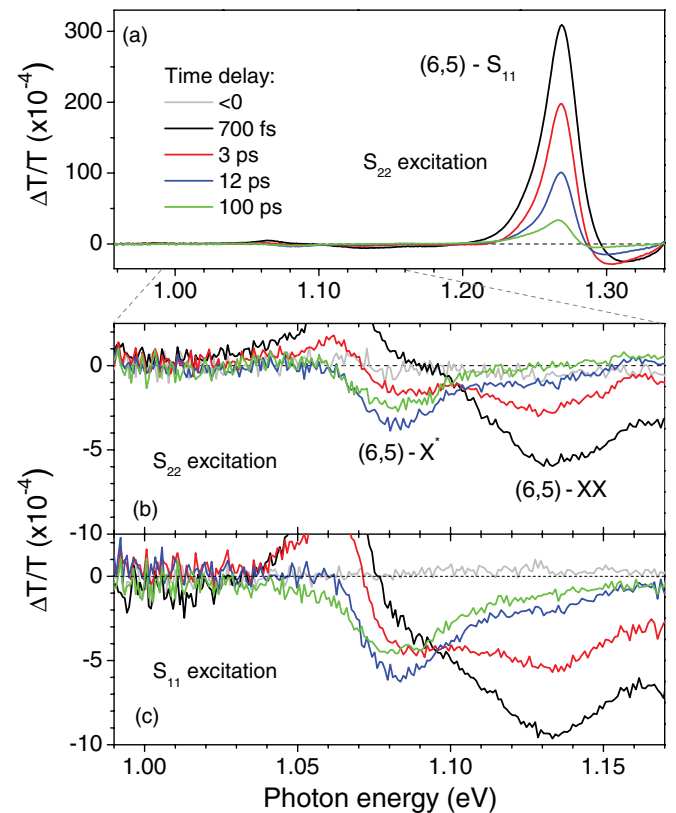 (a)
300
200
100
0
ΔT/T (x10⁻⁴)
Time delay:
<0
700 fs
3 ps
12 ps
100 ps
(6,5) - S₁₁
S₂₂ excitation
1.00 1.10 1.20 1.30
0
-5
-10
(6,5) - X*
(6,5) - XX
S₂₂ excitation
(b)
ΔT/T (x10⁻⁴)
0
-5
-10
S₁₁ excitation
(c)
1.00 1.05 1.10 1.15
Photon energy (eV)